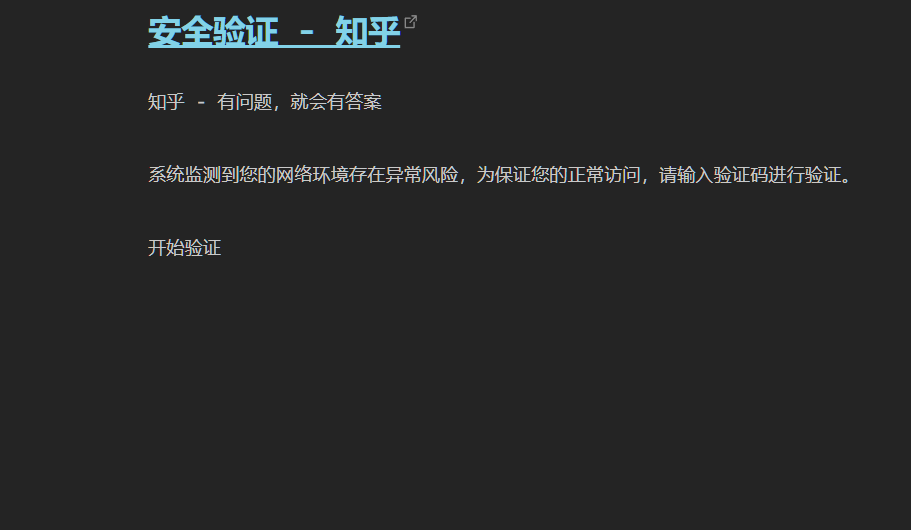 安全验证 - 知乎
知乎 - 有问题，就会有答案
系统监测到您的网络环境存在异常风险，为保证您的正常访问，请输入验证码进行验证。
开始验证